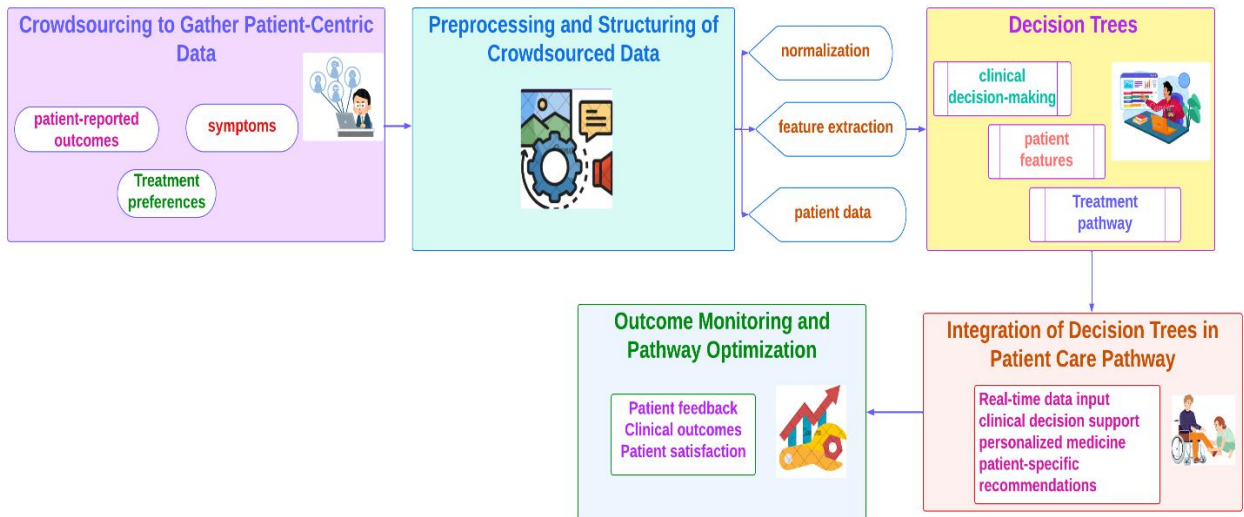 Crowdsourcing to Gather Patient-Centric
Data
patient-reported
outcomes
symptoms
Treatment
preferences
Preprocessing and Structuring of
Crowdsourced Data
normalization
feature extraction
patient data
Decision Trees
clinical
decision-making
patient
features
Treatment
pathway
Outcome Monitoring and
Pathway Optimization
Patient feedback
Clinical outcomes
Patient satisfaction
Integration of Decision Trees in
Patient Care Pathway
Real-time data input
clinical decision support
personalized medicine
patient-specific
recommendations